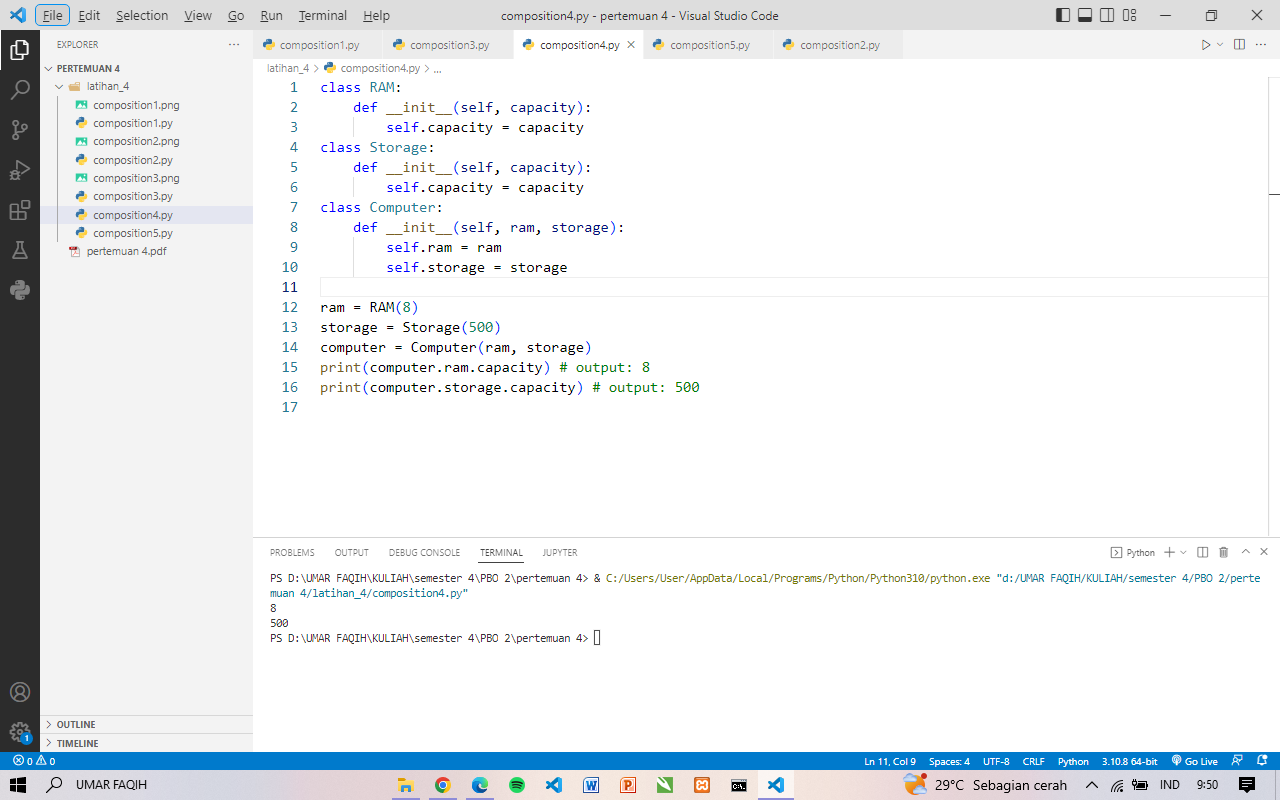 File Edit Selection View Go Run Terminal Help composition4.py - pertemuan 4 - Visual Studio Code
EXPLORER ...
composition1.py composition3.py composition4.py composition5.py composition2.py
PERTEMUAN 4
latihan_4
composition1.png
composition1.py
composition2.png
composition2.py
composition3.png
composition3.py
composition4.py
composition5.py
pertemuan 4.pdf
OUTLINE
TIMELINE
latihan_4 > composition4.py > ...
1 class RAM:
2     def __init__(self, capacity):
3         self.capacity = capacity
4 class Storage:
5     def __init__(self, capacity):
6         self.capacity = capacity
7 class Computer:
8     def __init__(self, ram, storage):
9         self.ram = ram
10         self.storage = storage
11
12 ram = RAM(8)
13 storage = Storage(500)
14 computer = Computer(ram, storage)
15 print(computer.ram.capacity) # output: 8
16 print(computer.storage.capacity) # output: 500
17
PROBLEMS OUTPUT DEBUG CONSOLE TERMINAL JUPYTER Python
PS D:\UMAR FAQIH\KULIAH\semester 4\PBO 2\pertemuan 4> & C:/Users/User/AppData/Local/Programs/Python/Python310/python.exe "d:/UMAR FAQIH/KULIAH/semester 4/PBO 2/perte
muan 4/latihan_4/composition4.py"
8
500
PS D:\UMAR FAQIH\KULIAH\semester 4\PBO 2\pertemuan 4>
1
0 0 Ln 11, Col 9 Spaces: 4 UTF-8 CRLF Python 3.10.8 64-bit Go Live
UMAR FAQIH 29°C Sebagian cerah IND 9:50